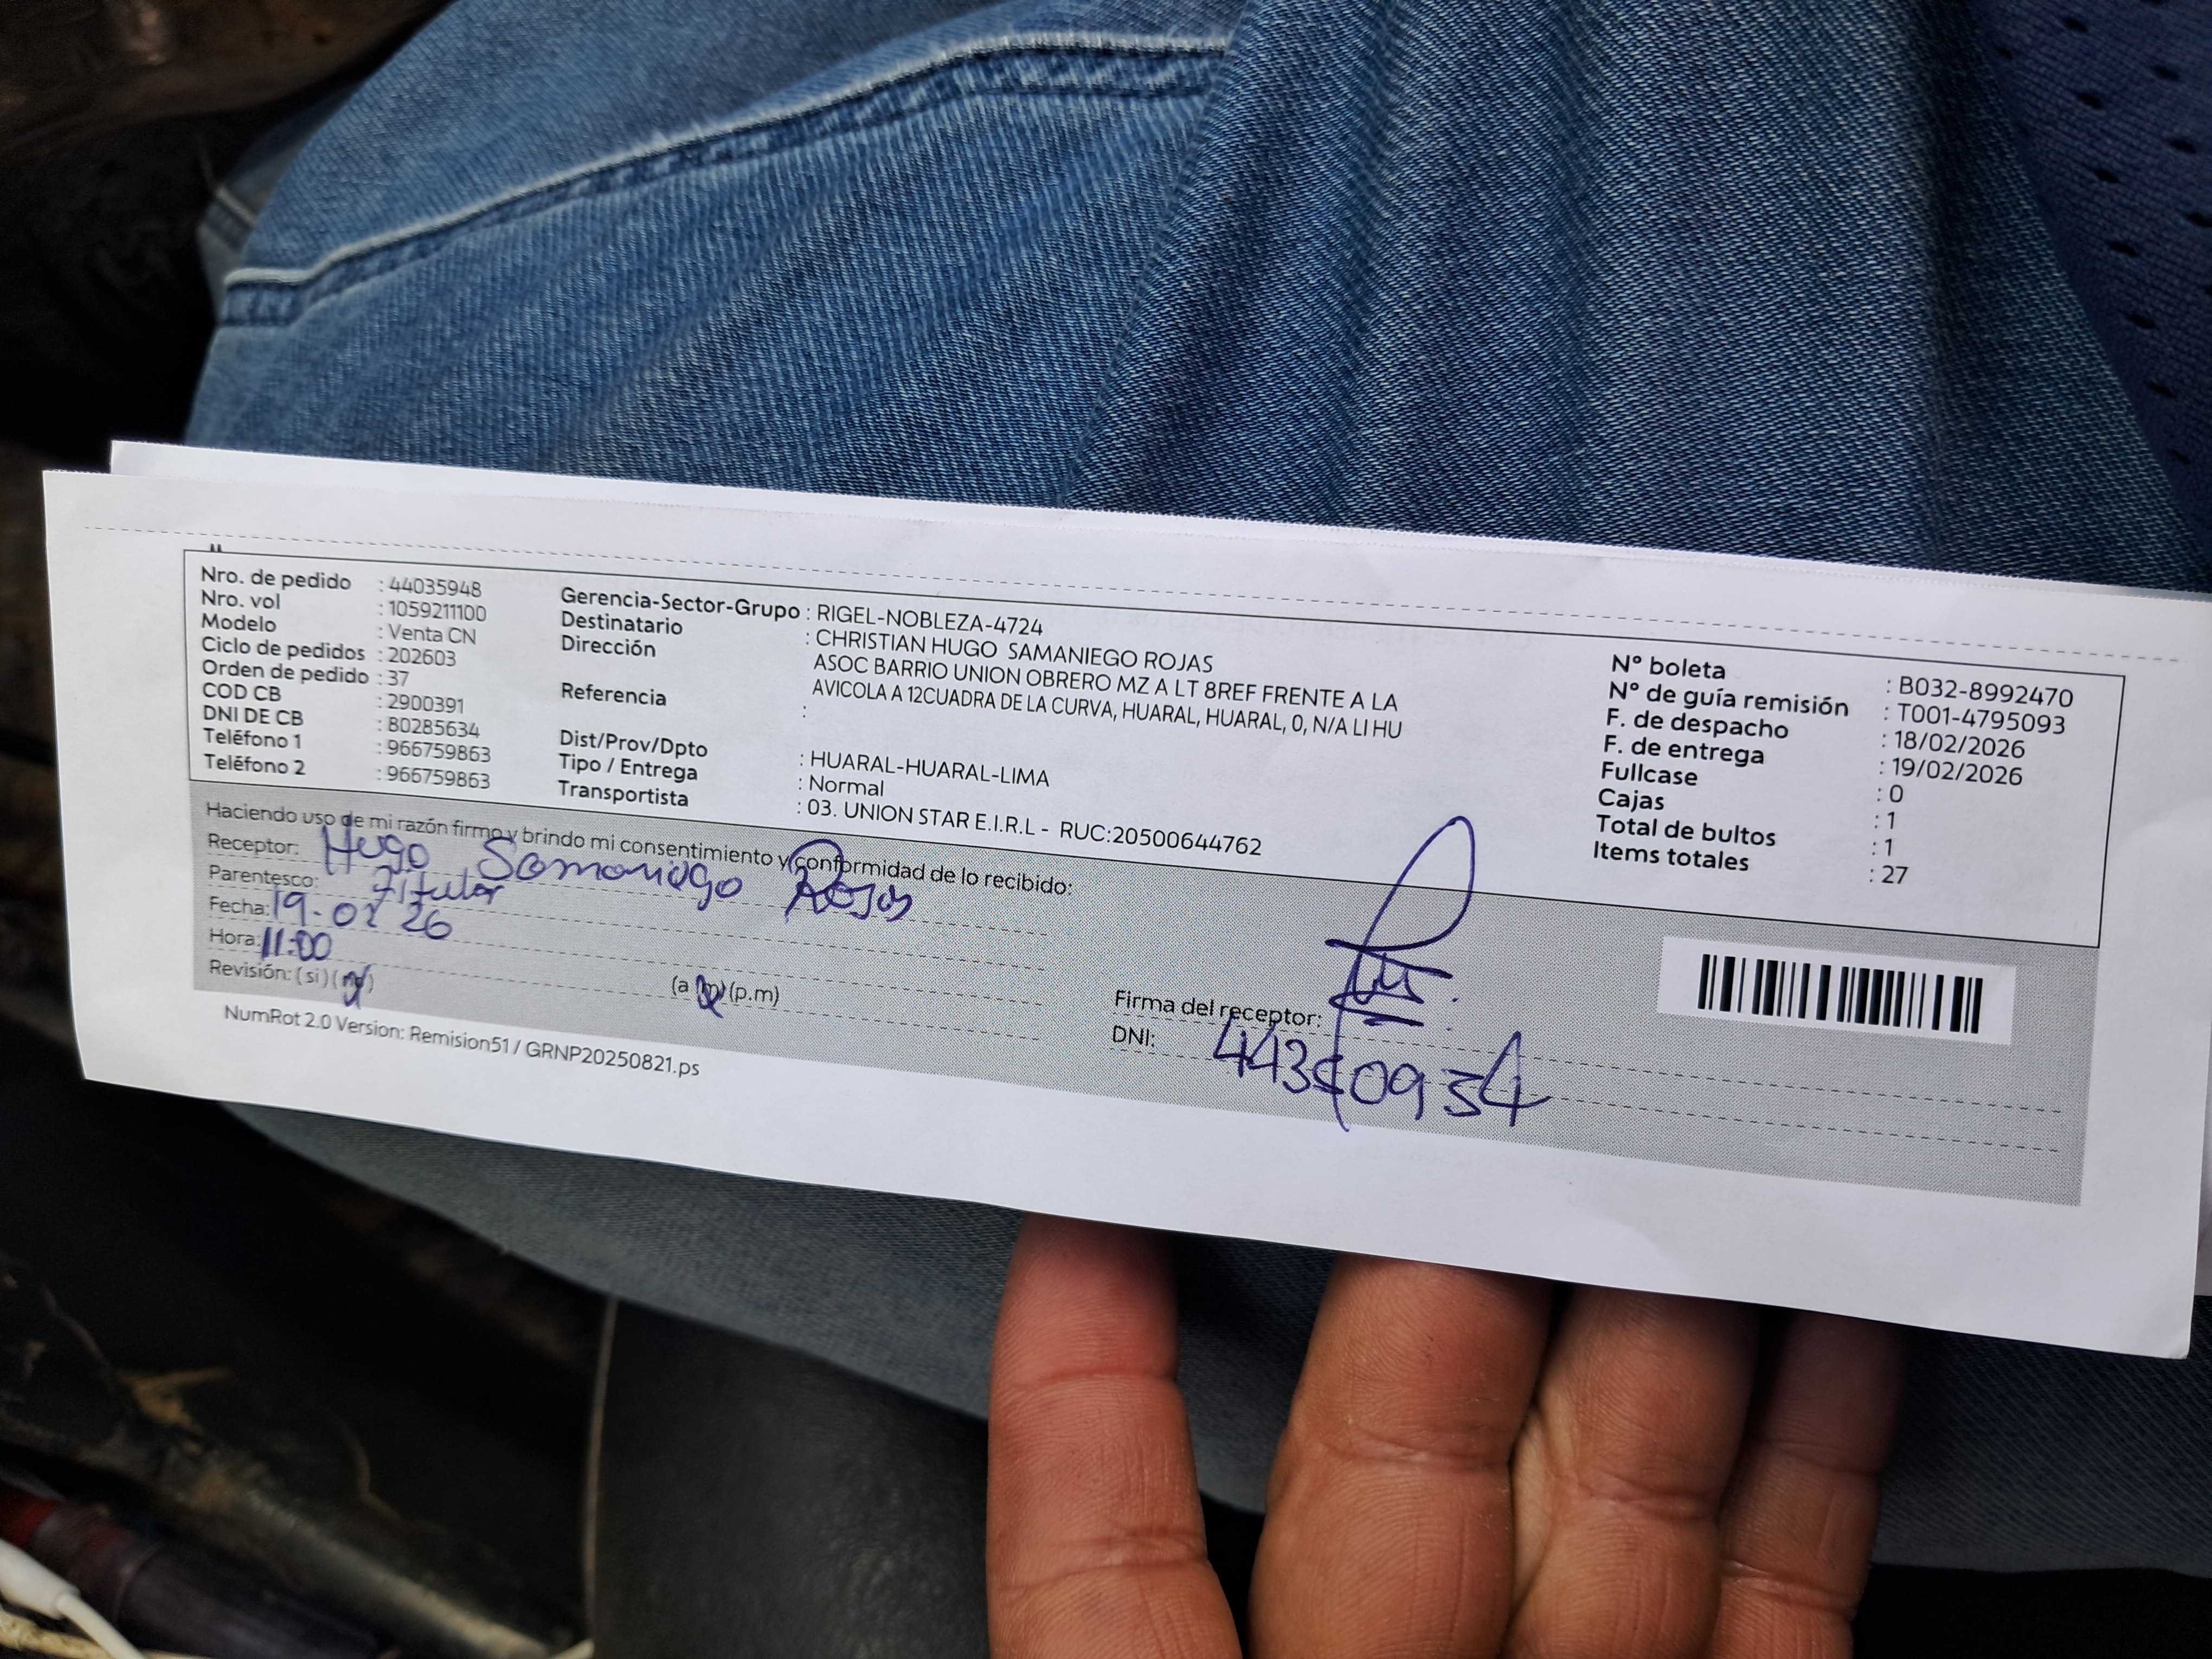 Nro. de pedido : 44035948
Nro. vol : 1059211100
Modelo : Venta CN
Ciclo de pedidos : 202603
Orden de pedido : 37
COD CB : 2900391
DNI DE CB : 80285634
Teléfono 1 : 966759863
Teléfono 2 : 966759863
Gerencia-Sector-Grupo : RIGEL-NOBLEZA-4724
Destinatario : CHRISTIAN HUGO SAMANIEGO ROJAS
Dirección ASOC BARRIO UNION OBRERO MZ A LT 8REF FRENTE A LA
AVICOLA A 12CUADRA DE LA CURVA, HUARAL, HUARAL, 0, N/A LI HU
Referencia :
Dist/Prov/Dpto : HUARAL-HUARAL-LIMA
Tipo / Entrega : Normal
Transportista : 03. UNION STAR E.I.R.L - RUC:20500644762
N° boleta : B032-8992470
N° de guía remisión : T001-4795093
F. de despacho : 18/02/2026
F. de entrega : 19/02/2026
Fullcase : 0
Cajas : 1
Total de bultos : 1
Items totales : 27
Haciendo uso de mi razón firmo y brindo mi consentimiento y conformidad de lo recibido:
Receptor: Hugo Samaniego Rojas
Parentesco: Titular
Fecha: 19-02 26
Hora: 11:00 (a.m) (p.m)
Revisión: (si) (no)
Firma del receptor:
DNI:
NumRot 2.0 Version: Remision51 / GRNP20250821.ps